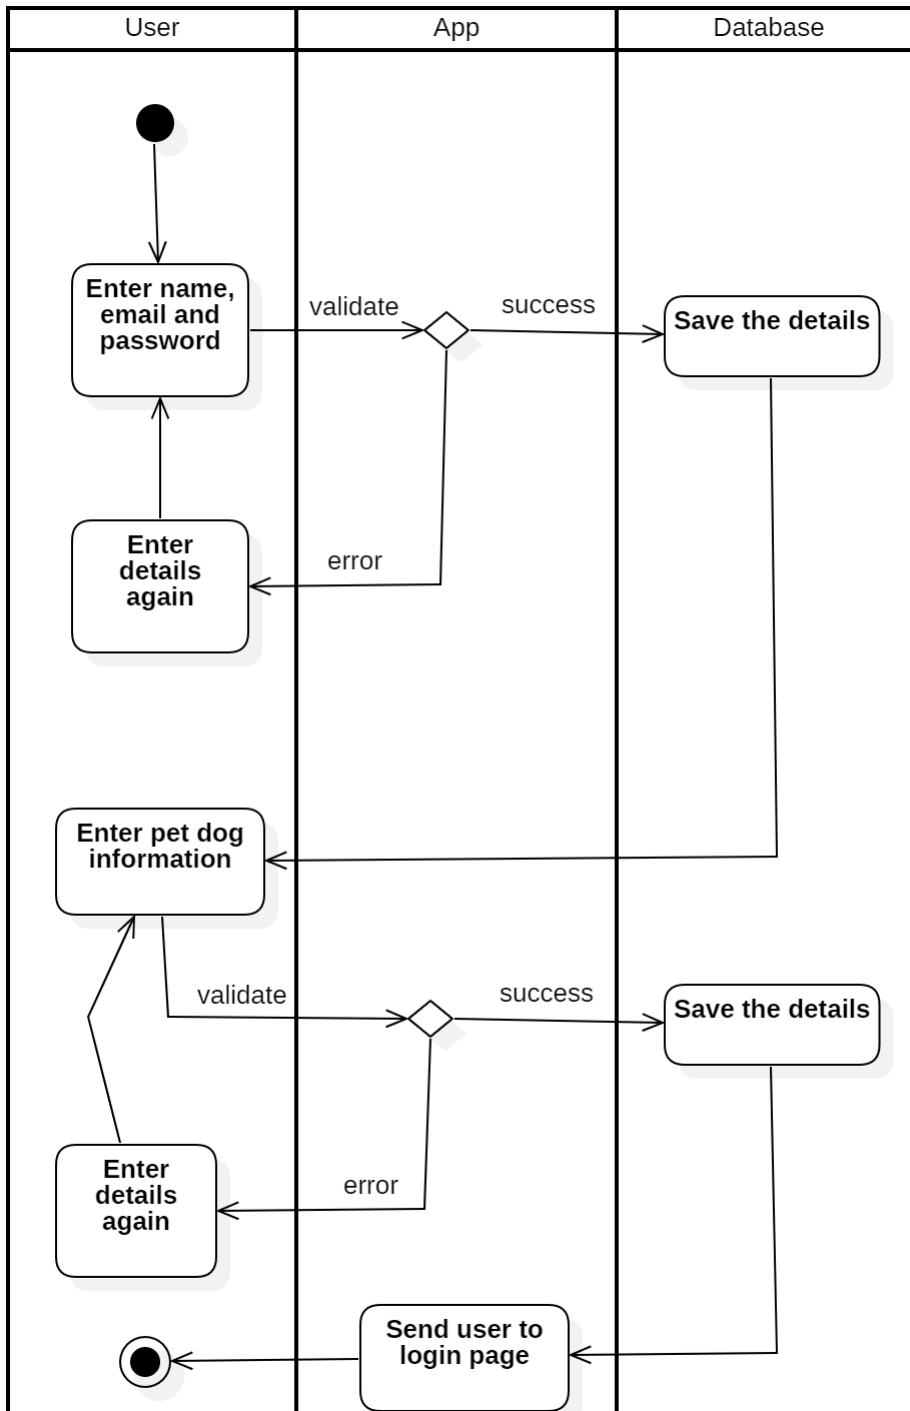 User
App
Database
Enter name,
email and
password
validate
success
Save the details
Enter
details
again
error
Enter pet dog
information
validate
success
Save the details
Enter
details
again
error
Send user to
login page